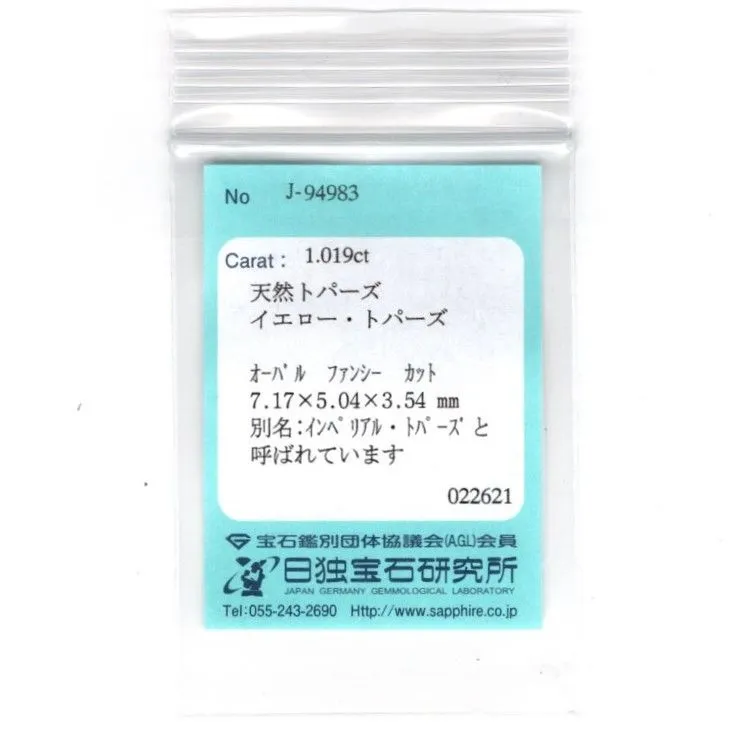 No J-94983
Carat : 1.019ct
天然トパーズ
イエロー・トパーズ
ｵｰﾊﾟﾙ ﾌｧﾝｼｰ ｶｯﾄ
7.17×5.04×3.54 mm
別名:ｲﾝﾍﾟﾘｱﾙ・ﾄﾊﾟｰｽﾞと
呼ばれています
022621
宝石鑑別団体協議会(AGL)会員
日独宝石研究所
JAPAN GERMANY GEMMOLOGICAL LABORATORY
Tel:055-243-2690 Http://www.sapphire.co.jp